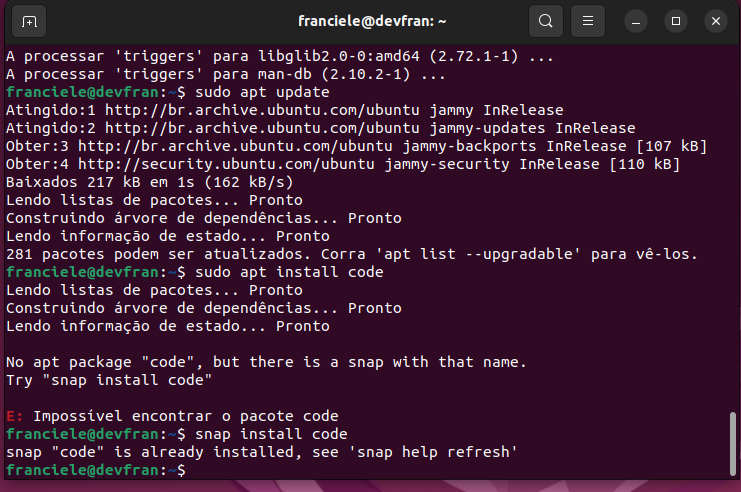 franciele@devfran: ~
A processar 'triggers' para libglib2.0-0:amd64 (2.72.1-1) ...
A processar 'triggers' para man-db (2.10.2-1) ...
franciele@devfran:~$ sudo apt update
Atingido:1 http://br.archive.ubuntu.com/ubuntu jammy InRelease
Atingido:2 http://br.archive.ubuntu.com/ubuntu jammy-updates InRelease
Obter:3 http://br.archive.ubuntu.com/ubuntu jammy-backports InRelease [107 kB]
Obter:4 http://security.ubuntu.com/ubuntu jammy-security InRelease [110 kB]
Baixados 217 kB em 1s (162 kB/s)
Lendo listas de pacotes... Pronto
Construindo árvore de dependências... Pronto
Lendo informação de estado... Pronto
281 pacotes podem ser atualizados. Corra 'apt list --upgradable' para vê-los.
franciele@devfran:~$ sudo apt install code
Lendo listas de pacotes... Pronto
Construindo árvore de dependências... Pronto
Lendo informação de estado... Pronto
No apt package "code", but there is a snap with that name.
Try "snap install code"
E: Impossível encontrar o pacote code
franciele@devfran:~$ snap install code
snap "code" is already installed, see 'snap help refresh'
franciele@devfran:~$